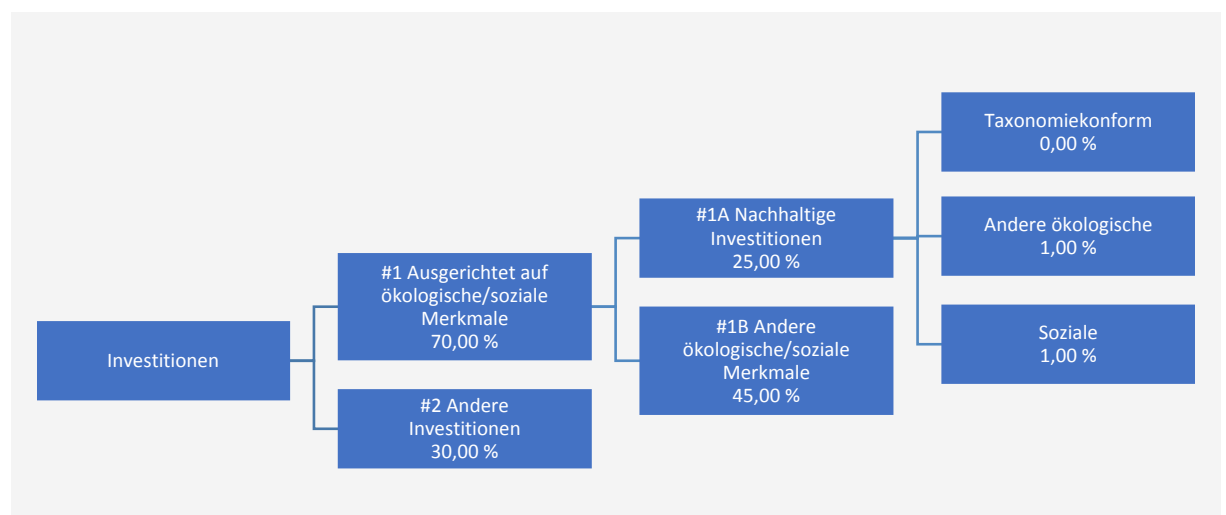 Investitionen
#1 Ausgerichtet auf
ökologische/soziale
Merkmale
70,00 %
#2 Andere
Investitionen
30,00 %
#1A Nachhaltige
Investitionen
25,00 %
#1B Andere
ökologische/soziale
Merkmale
45,00 %
Taxonomiekonform
0,00 %
Andere ökologische
1,00 %
Soziale
1,00 %